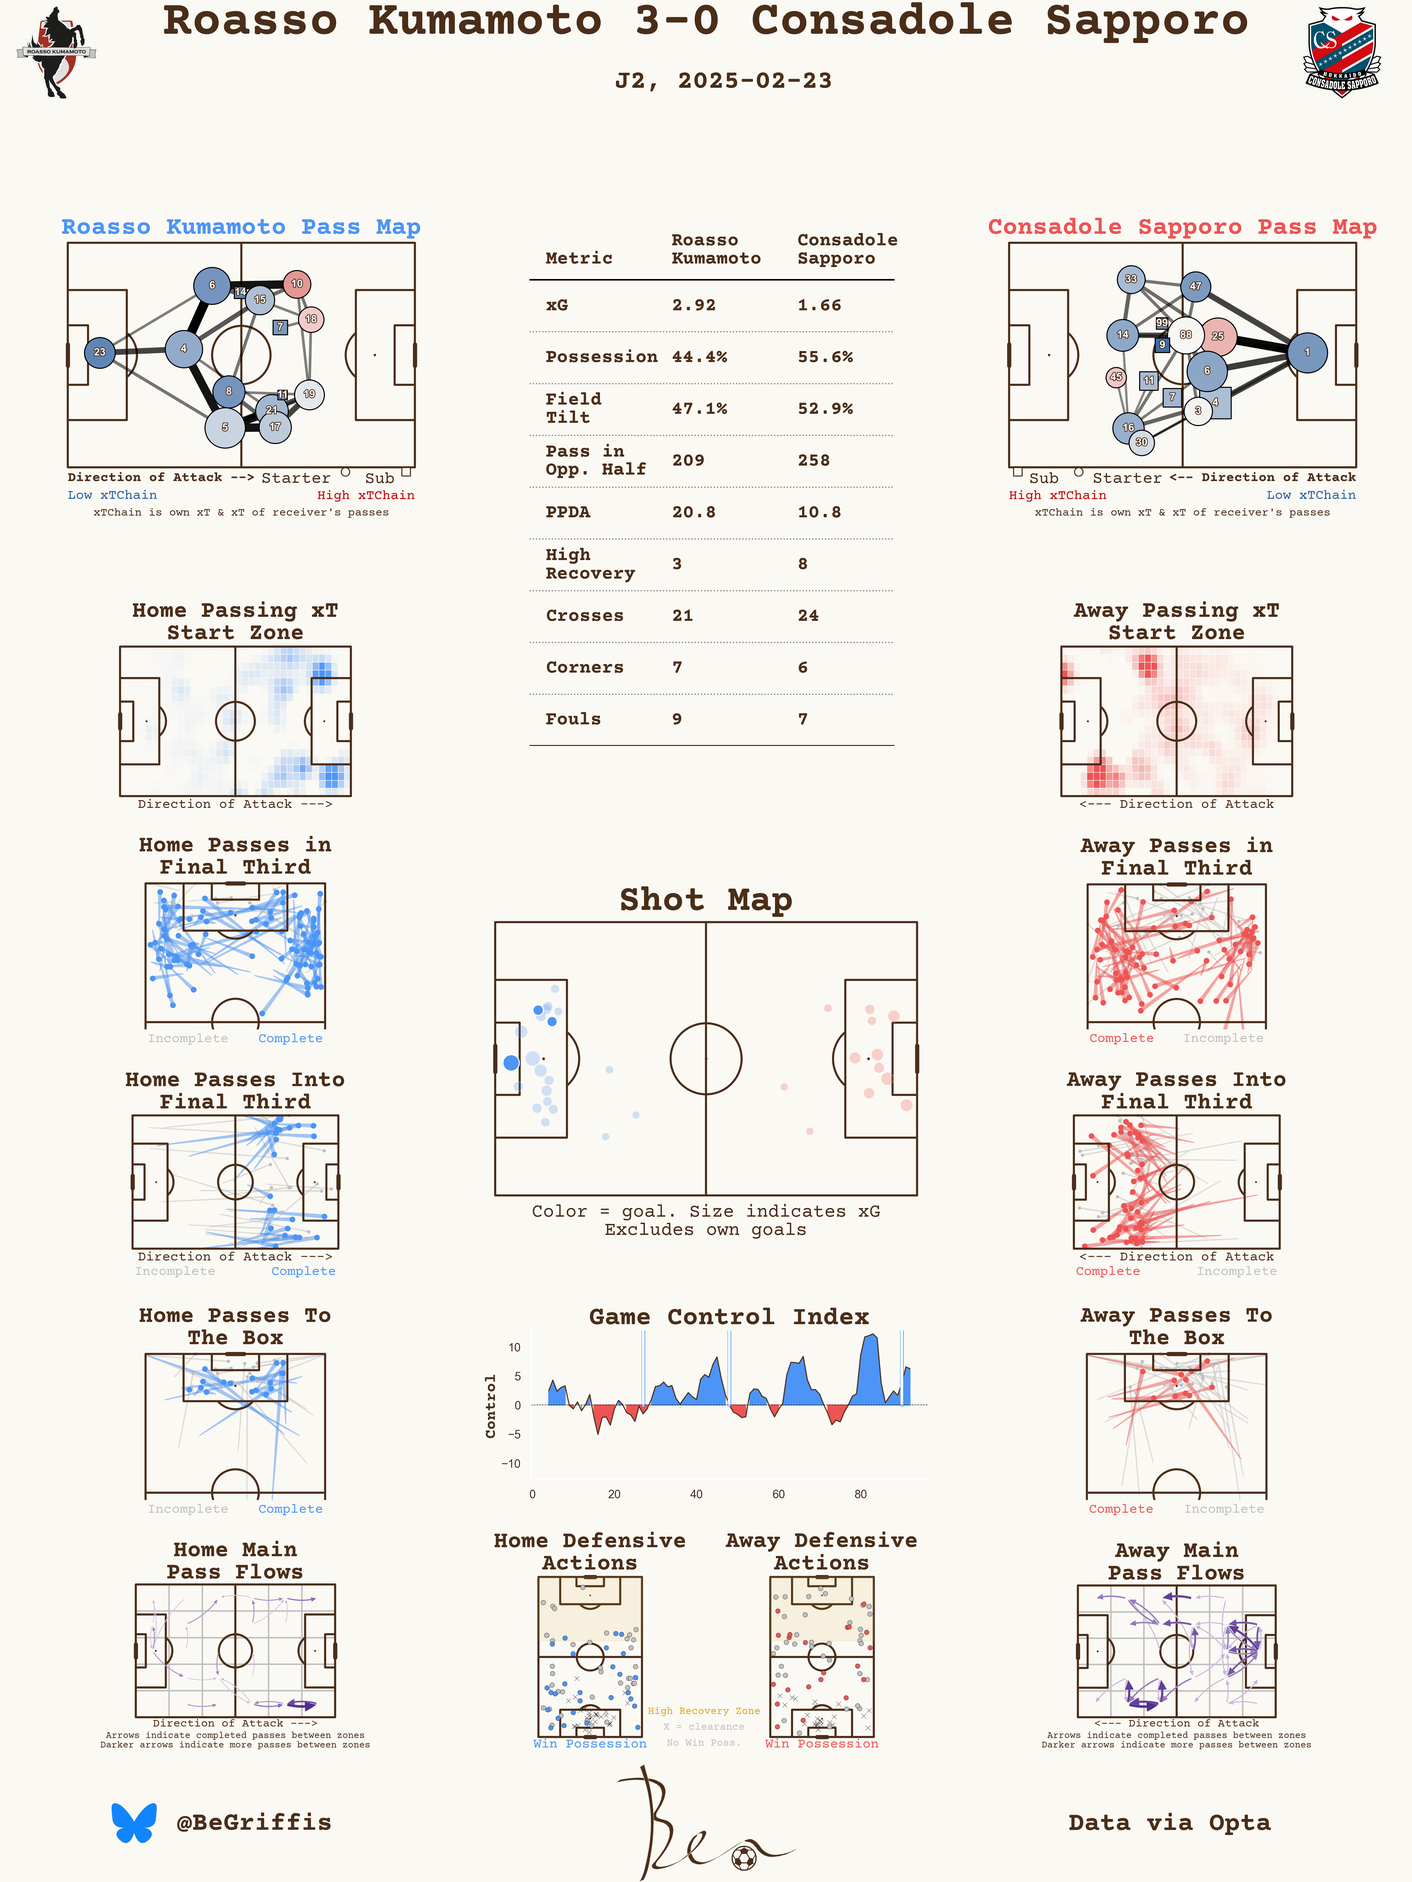 Roasso Kumamoto 3-0 Consadole Sapporo
J2, 2025-02-23
ROASSO KUMAMOTO
CS
HOKKAIDO
CONSADOLE SAPPORO
Roasso Kumamoto Pass Map
6
14
15
10
18
7
23
4
8
11
19
21
5
17
Direction of Attack --> Starter Sub
Low xTChain High xTChain
xTChain is own xT & xT of receiver's passes
Metric Roasso Kumamoto Consadole Sapporo
xG 2.92 1.66
Possession 44.4% 55.6%
Field Tilt 47.1% 52.9%
Pass in Opp. Half 209 258
PPDA 20.8 10.8
High Recovery 3 8
Crosses 21 24
Corners 7 6
Fouls 9 7
Consadole Sapporo Pass Map
33
47
99
14
9
88
25
1
45
11
6
7
4
3
16
30
Sub Starter <-- Direction of Attack
High xTChain Low xTChain
xTChain is own xT & xT of receiver's passes
Home Passing xT
Start Zone
Direction of Attack --->
Away Passing xT
Start Zone
<--- Direction of Attack
Home Passes in
Final Third
Incomplete Complete
Shot Map
Color = goal. Size indicates xG
Excludes own goals
Away Passes in
Final Third
Complete Incomplete
Home Passes Into
Final Third
Direction of Attack --->
Incomplete Complete
Away Passes Into
Final Third
<--- Direction of Attack
Complete Incomplete
Home Passes To
The Box
Incomplete Complete
Game Control Index
Control
10
5
0
−5
−10
0 20 40 60 80
Away Passes To
The Box
Complete Incomplete
Home Main
Pass Flows
Direction of Attack --->
Arrows indicate completed passes between zones
Darker arrows indicate more passes between zones
Home Defensive
Actions
Win Possession
High Recovery Zone
X = clearance
No Win Poss.
Away Defensive
Actions
Win Possession
Away Main
Pass Flows
<--- Direction of Attack
Arrows indicate completed passes between zones
Darker arrows indicate more passes between zones
@BeGriffis
Ben
Data via Opta